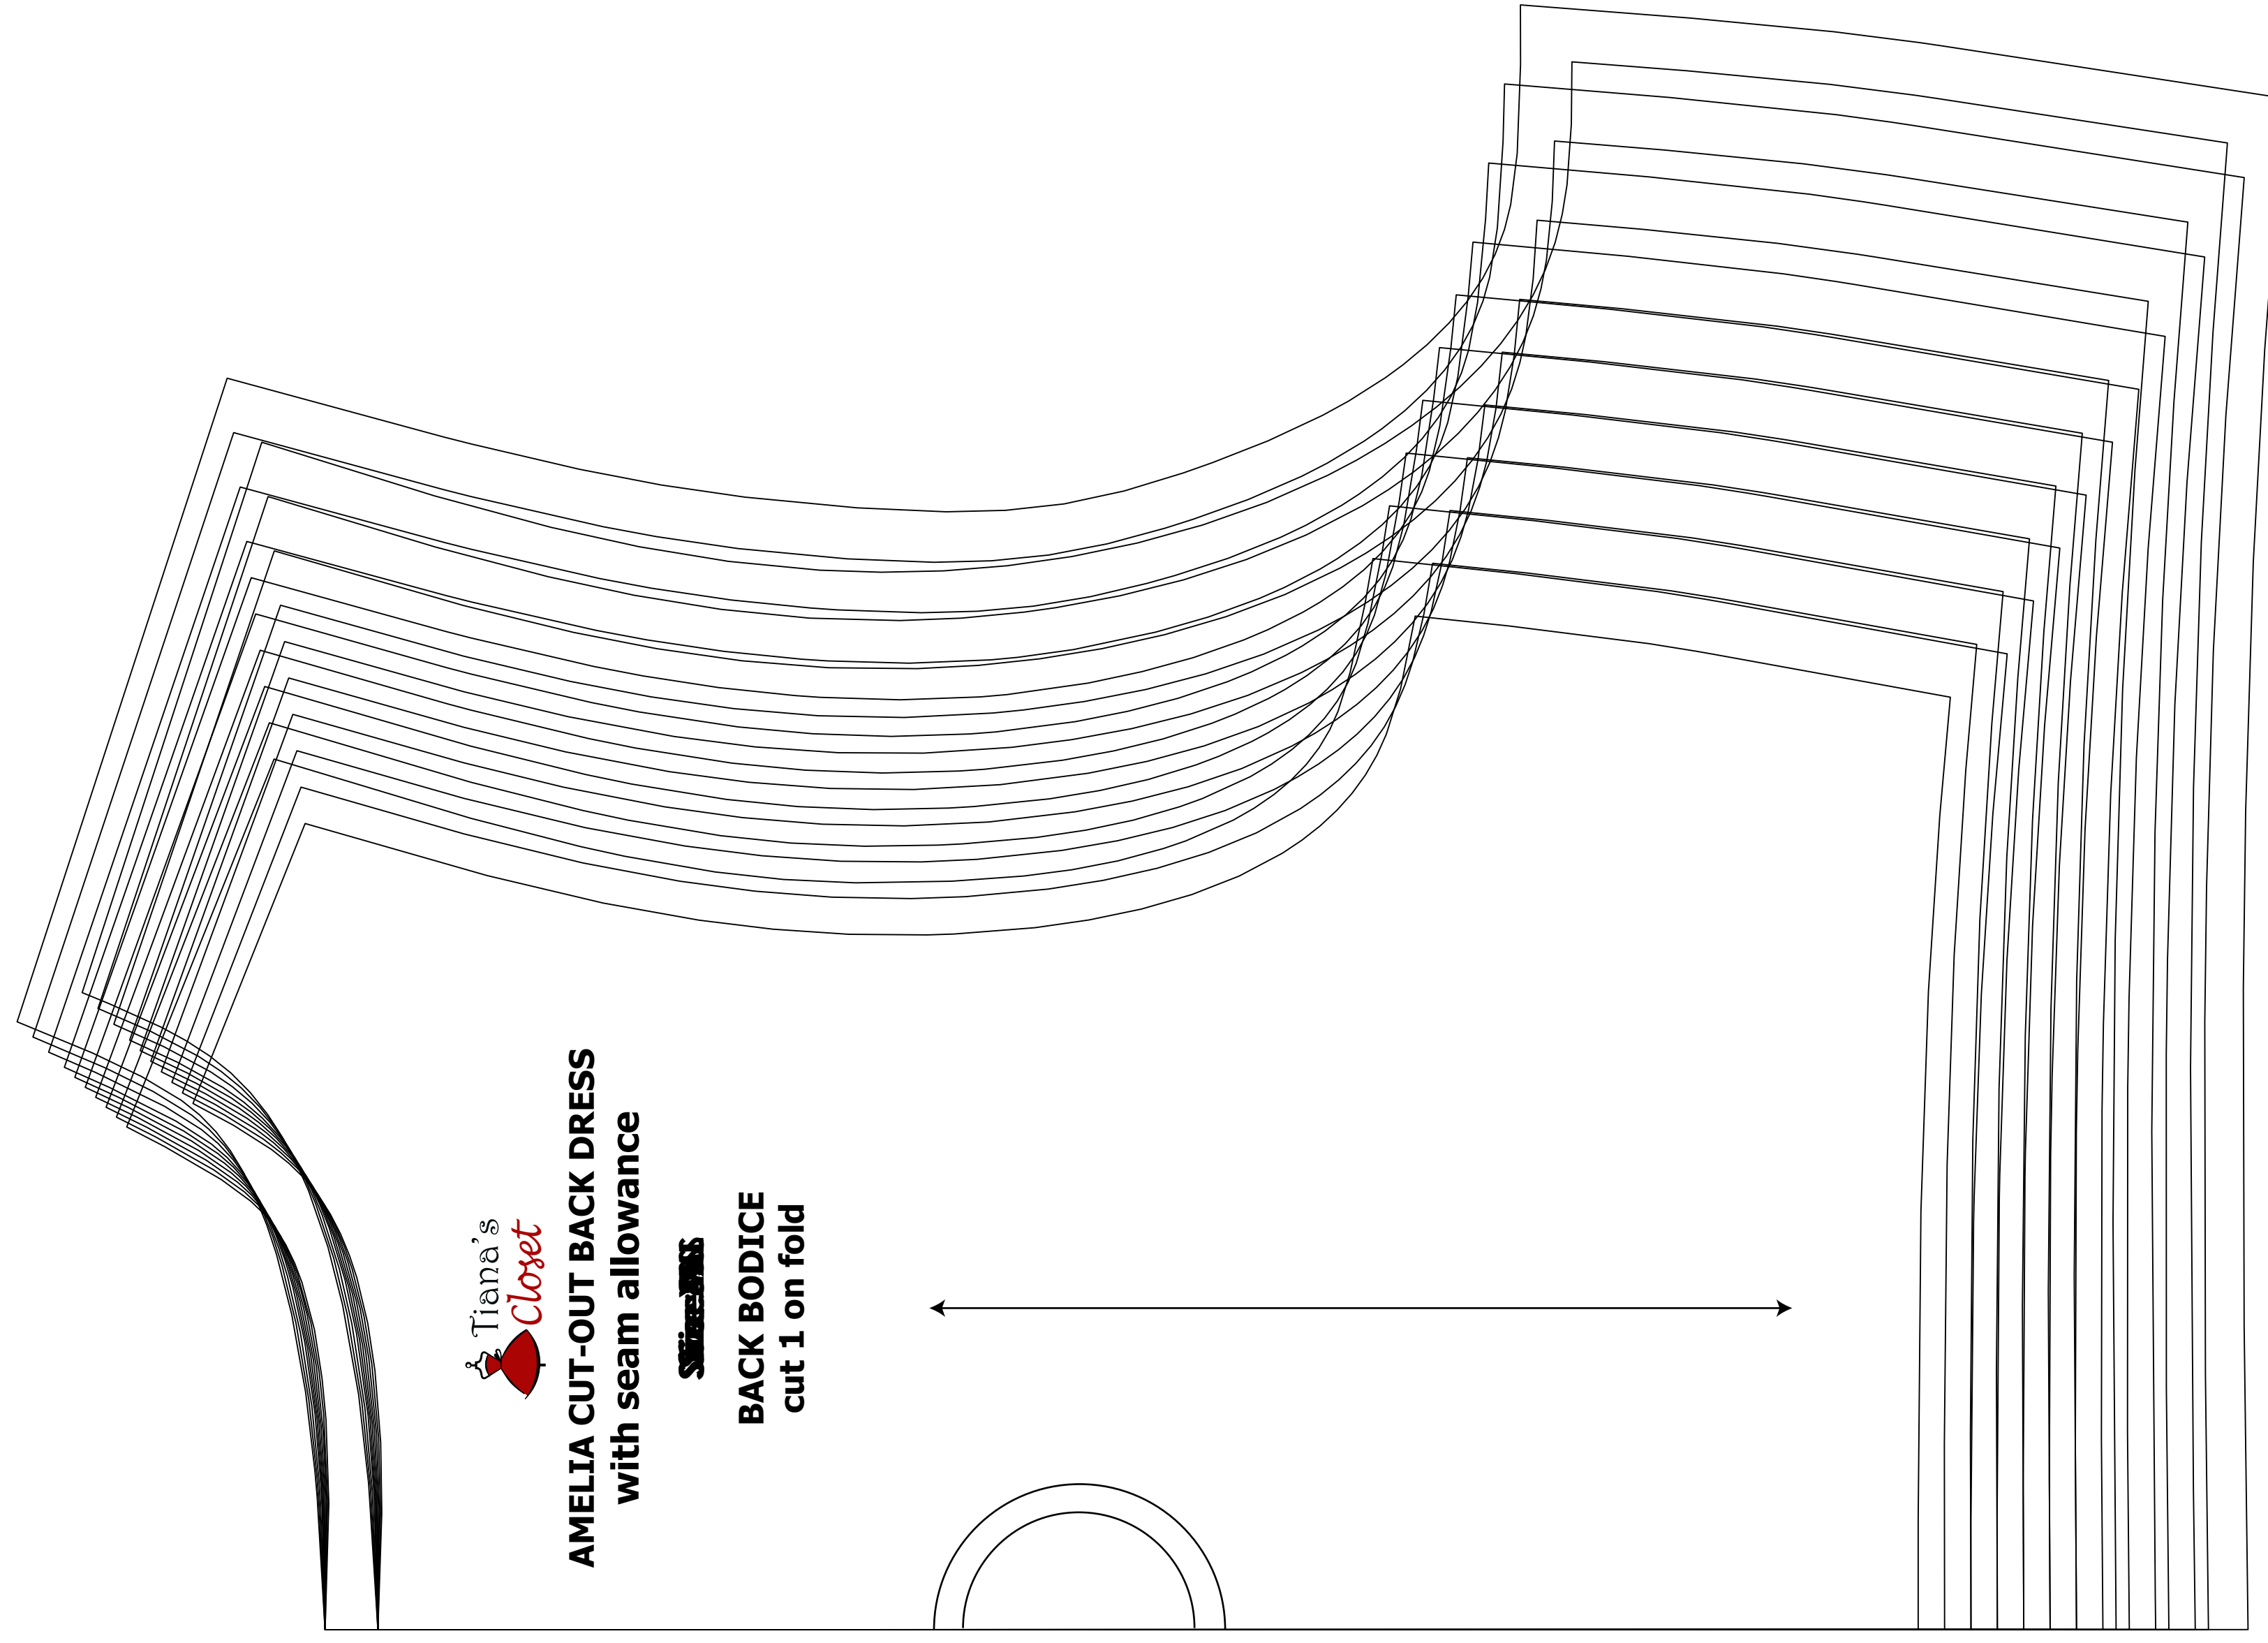 Tiana's
Closet
AMELIA CUT-OUT BACK DRESS
with seam allowance
BACK BODICE
cut 1 on fold